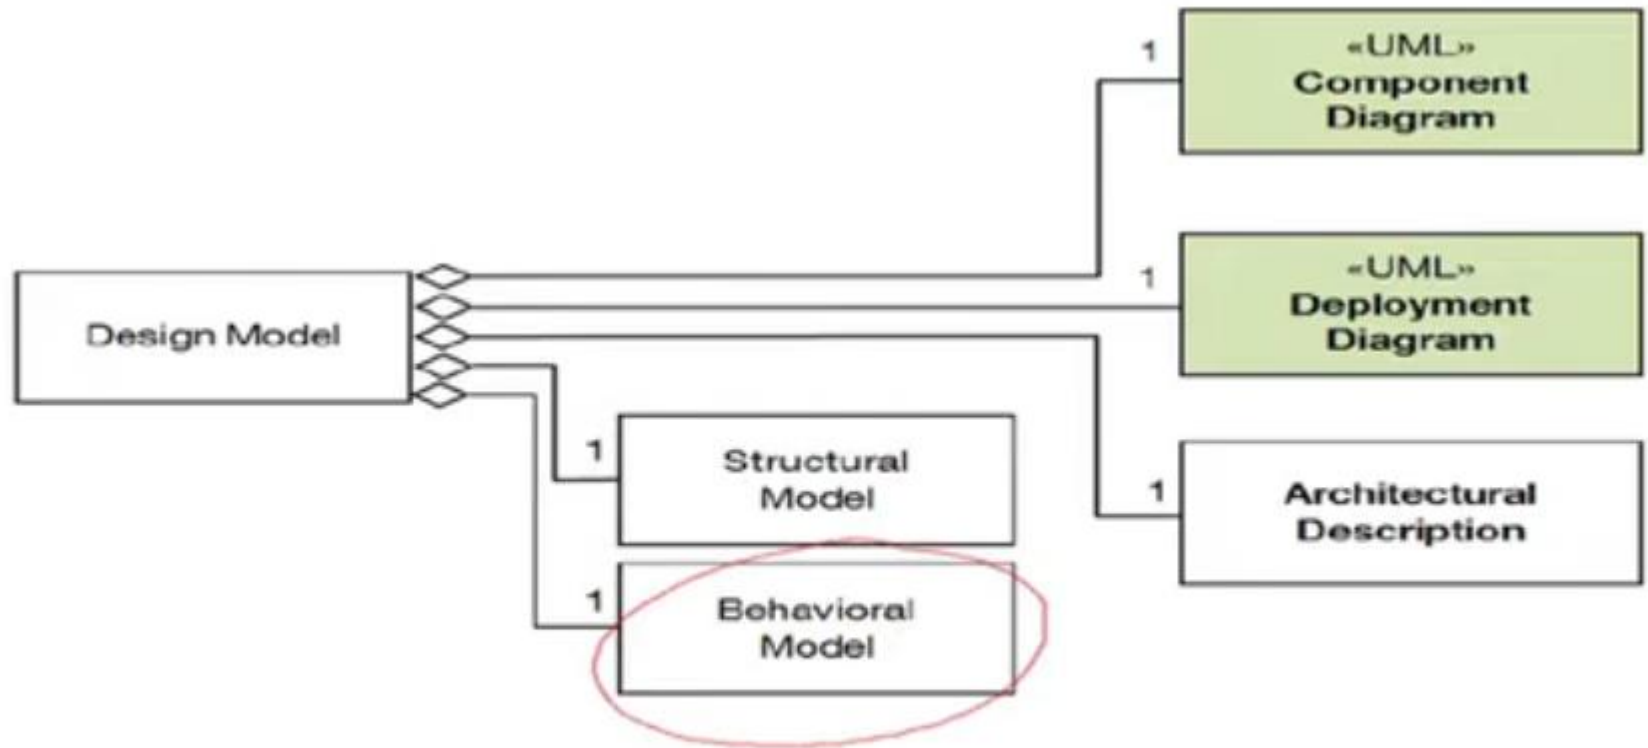 1
«UML»
Component
Diagram
1
«UML»
Deployment
Diagram
Design Model
1
Structural
Model
1
Architectural
Description
1
Behavioral
Model